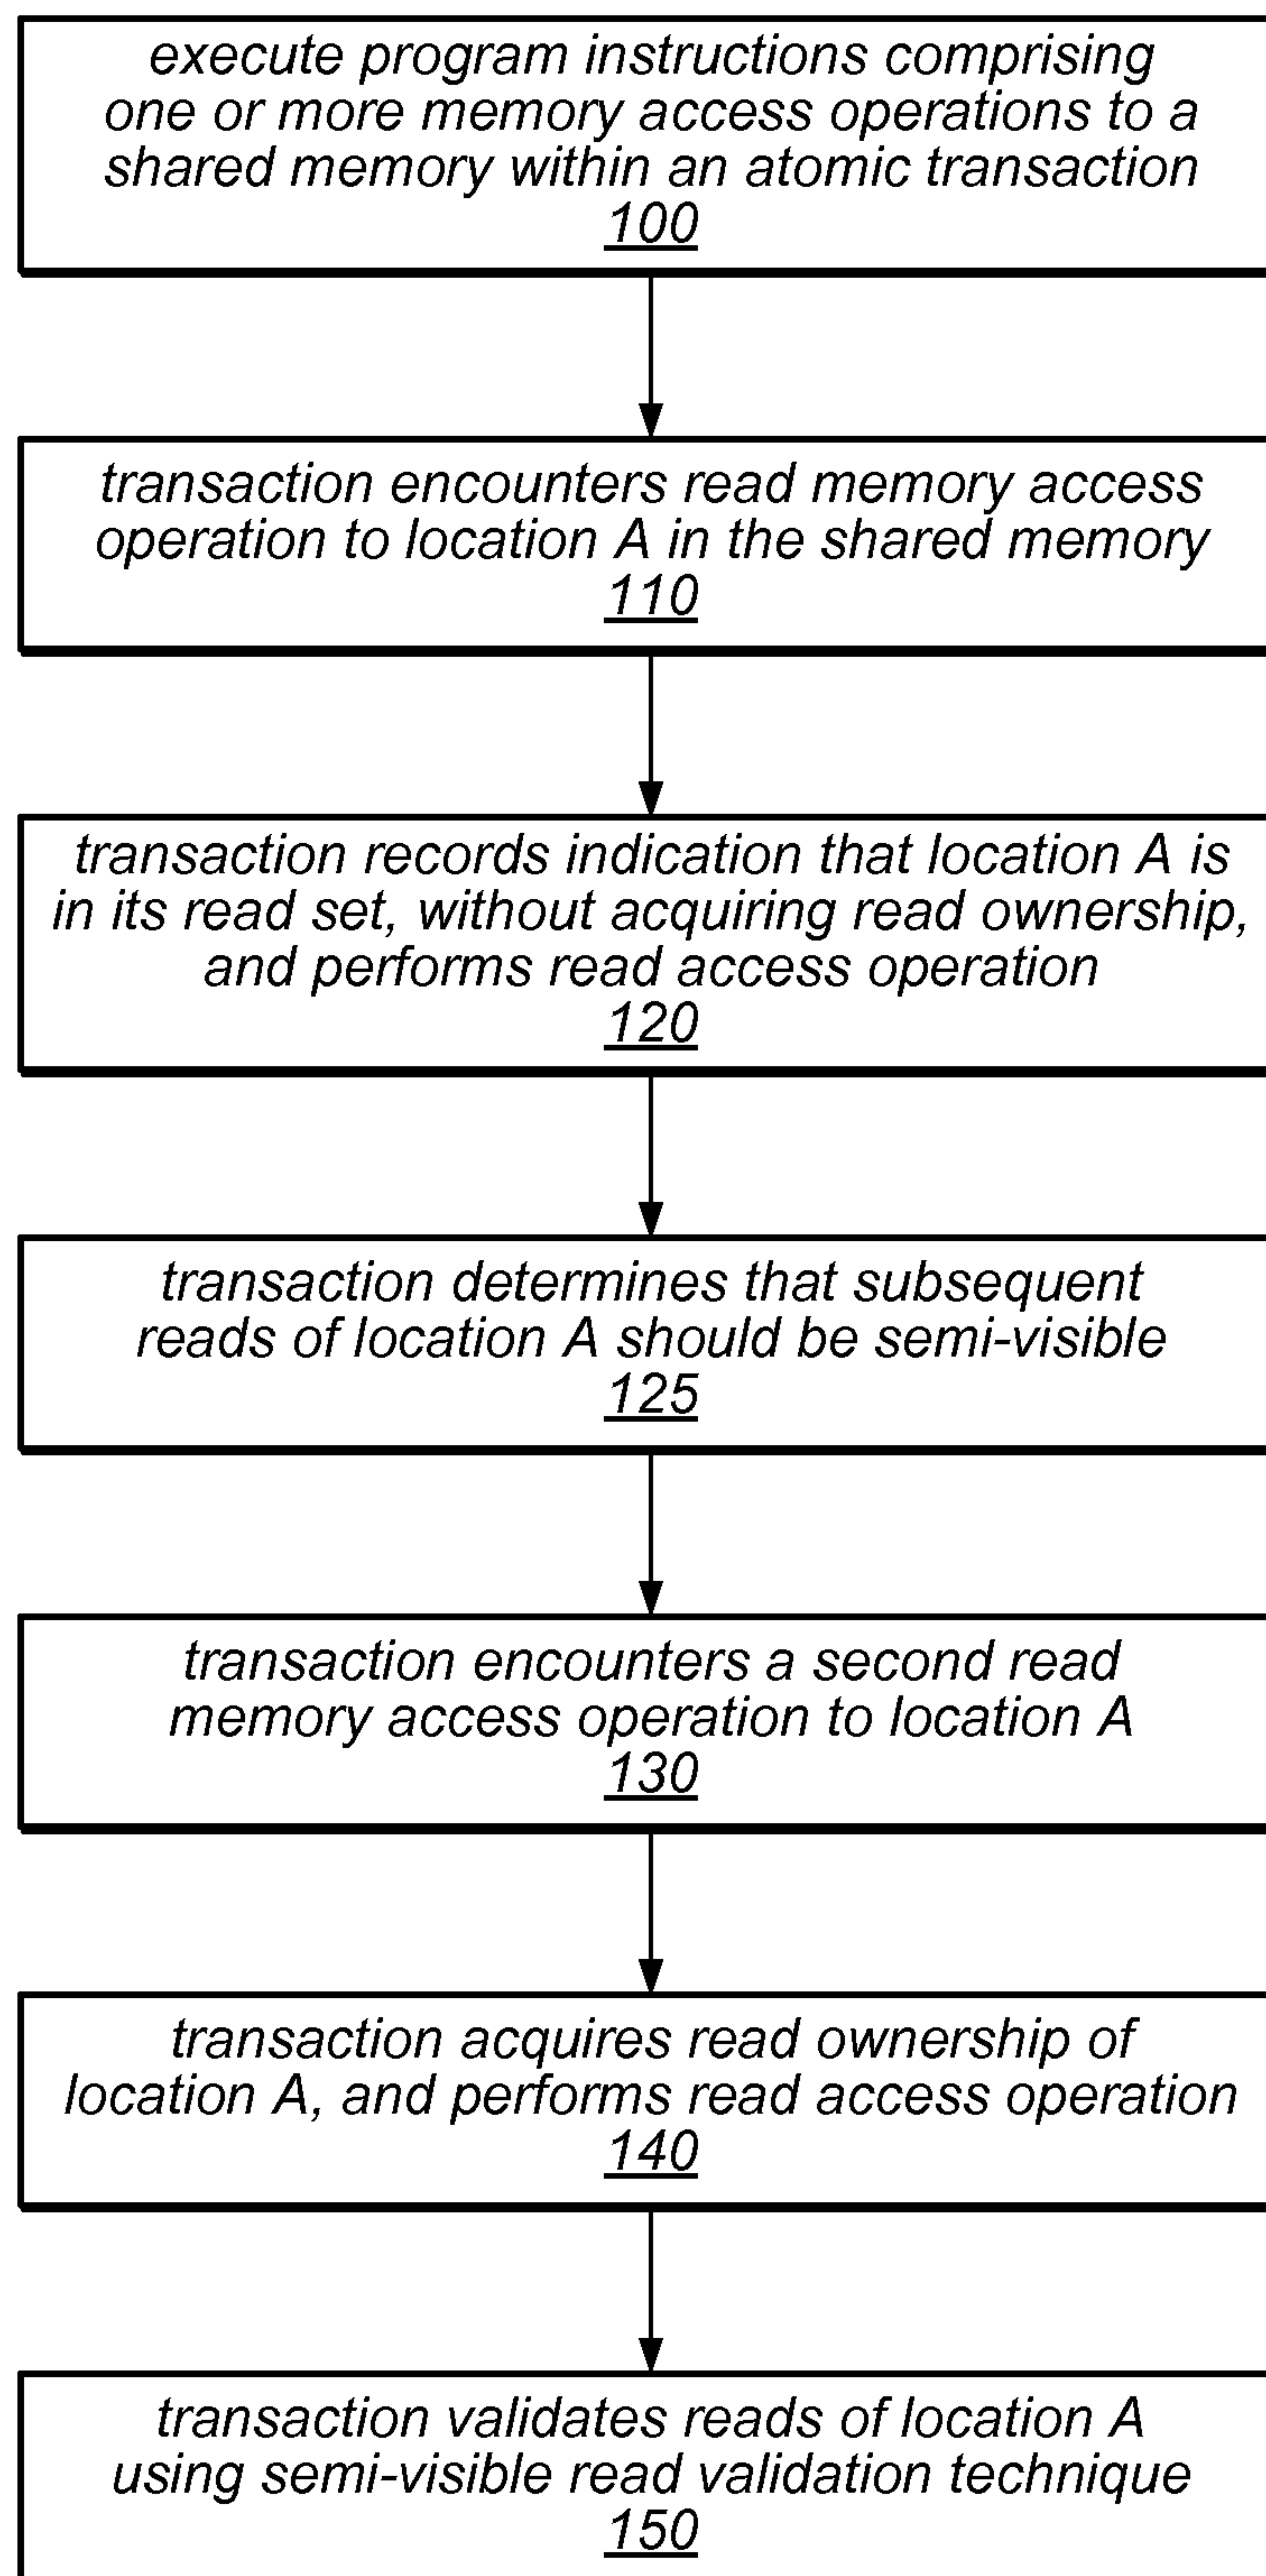 execute program instructions comprising
one or more memory access operations to a
shared memory within an atomic transaction
100
transaction encounters read memory access
operation to location A in the shared memory
110
transaction records indication that location A is
in its read set, without acquiring read ownership,
and performs read access operation
120
transaction determines that subsequent
reads of location A should be semi-visible
125
transaction encounters a second read
memory access operation to location A
130
transaction acquires read ownership of
location A, and performs read access operation
140
transaction validates reads of location A
using semi-visible read validation technique
150